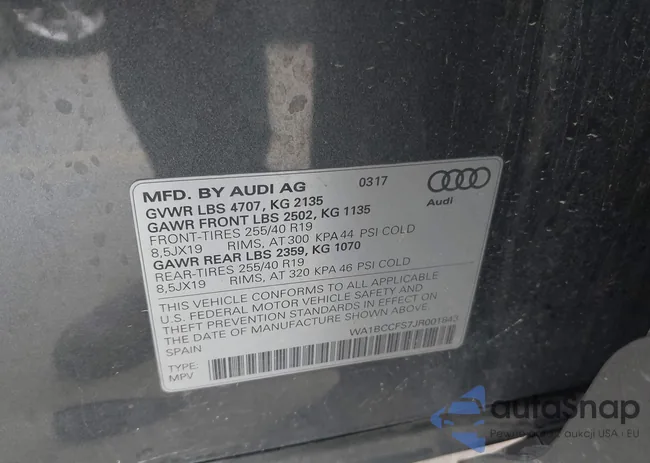 MFD. BY AUDI AG 0317
Audi
GVWR LBS 4707, KG 2135
GAWR FRONT LBS 2502, KG 1135
FRONT-TIRES 255/40 R19
8,5JX19 RIMS, AT 300 KPA 44 PSI COLD
GAWR REAR LBS 2359, KG 1070
REAR-TIRES 255/40 R19
8,5JX19 RIMS, AT 320 KPA 46 PSI COLD
THIS VEHICLE CONFORMS TO ALL APPLICABLE
U.S. FEDERAL MOTOR VEHICLE SAFETY AND
THEFT PREVENTION STANDARDS IN EFFECT ON
THE DATE OF MANUFACTURE SHOWN ABOVE.
SPAIN
TYPE:
MPV
autoSnap
aukcji USA i EU